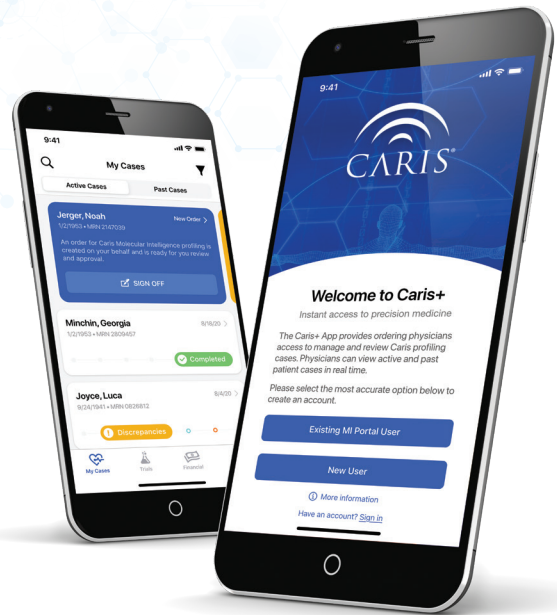 9:41
My Cases
Active Cases
Past Cases
Jerger, Noah
New Order >
1/2/1953 • MRN 2147039
An order for Caris Molecular Intelligence profiling is
created on your behalf and is ready for you review
and approval.
SIGN OFF
Minchin, Georgia
9/18/20 >
1/2/1953 • MRN 2809457
Completed
Joyce, Luca
8/4/20 >
9/24/1941 • MRN 0826812
1 Discrepancies
My Cases
Trials
Financial
9:41
CARIS®
Welcome to Caris+
Instant access to precision medicine
The Caris+ App provides ordering physicians
access to manage and review Caris profiling
cases. Physicians can view active and past
patient cases in real time.
Please select the most accurate option below to
create an account.
Existing MI Portal User
New User
More information
Have an account? Sign in